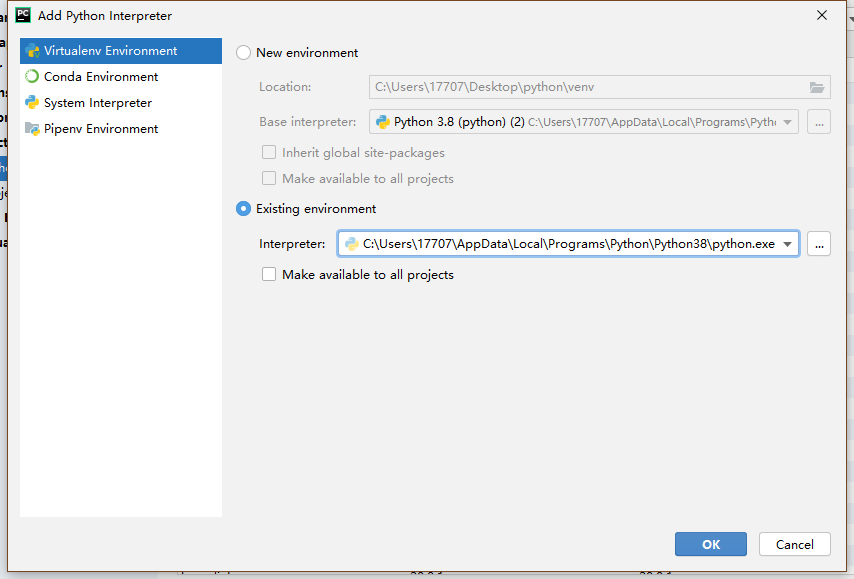 PC Add Python Interpreter
Virtualenv Environment
Conda Environment
System Interpreter
Pipenv Environment
New environment
Location: C:\Users\17707\Desktop\python\venv
Base interpreter: Python 3.8 (python) (2) C:\Users\17707\AppData\Local\Programs\Pytho ...
Inherit global site-packages
Make available to all projects
Existing environment
Interpreter: C:\Users\17707\AppData\Local\Programs\Python\Python38\python.exe ...
Make available to all projects
OK Cancel